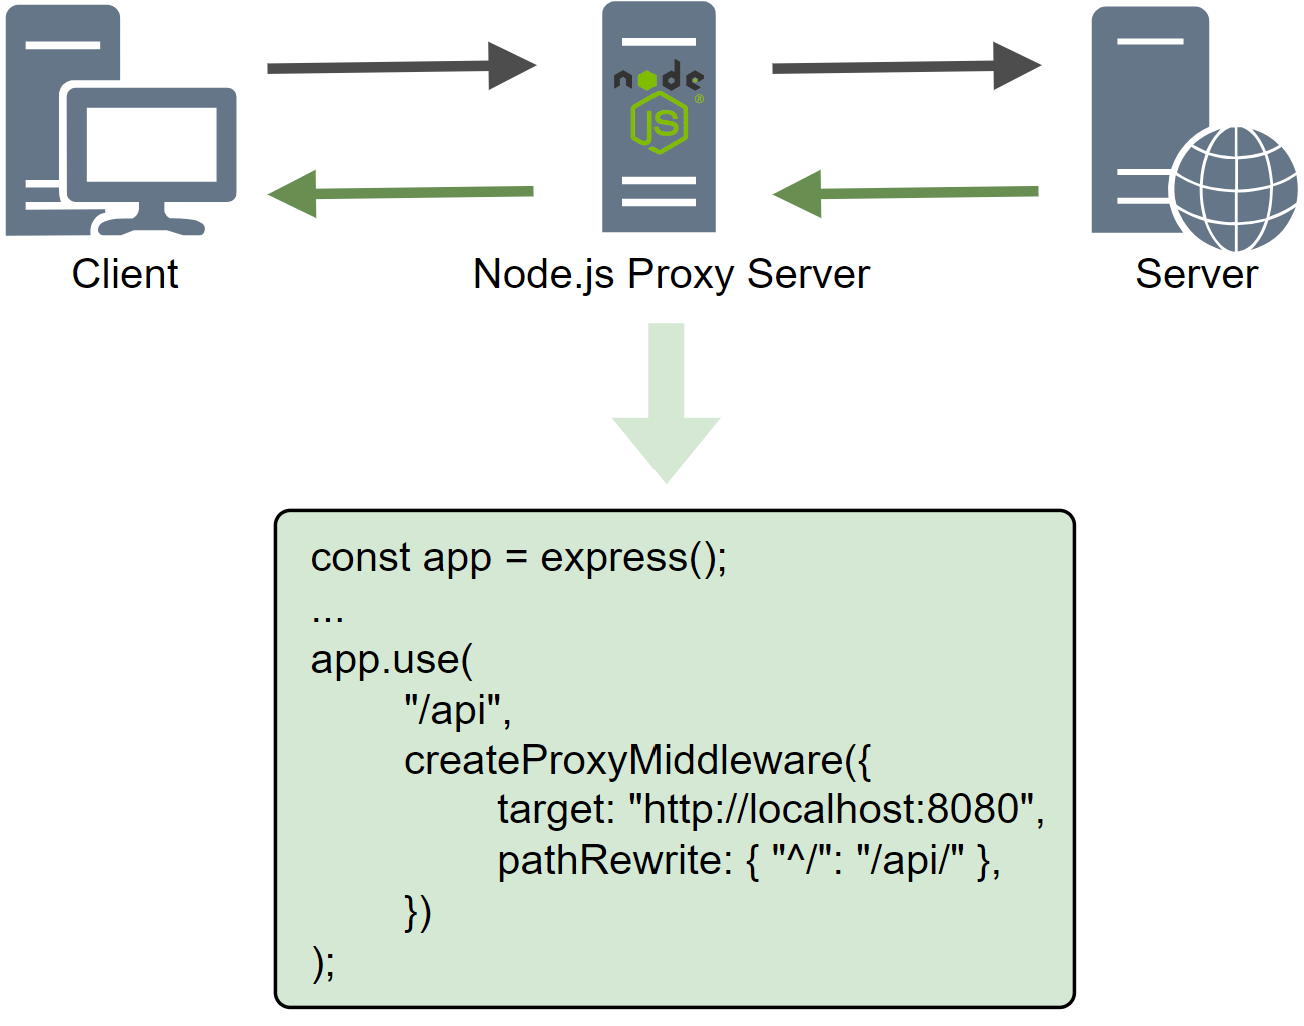 node
®
JS
Client
Node.js Proxy Server
Server
const app = express();
...
app.use(
"/api",
createProxyMiddleware({
target: "http://localhost:8080",
pathRewrite: { "^/": "/api/" },
})
);